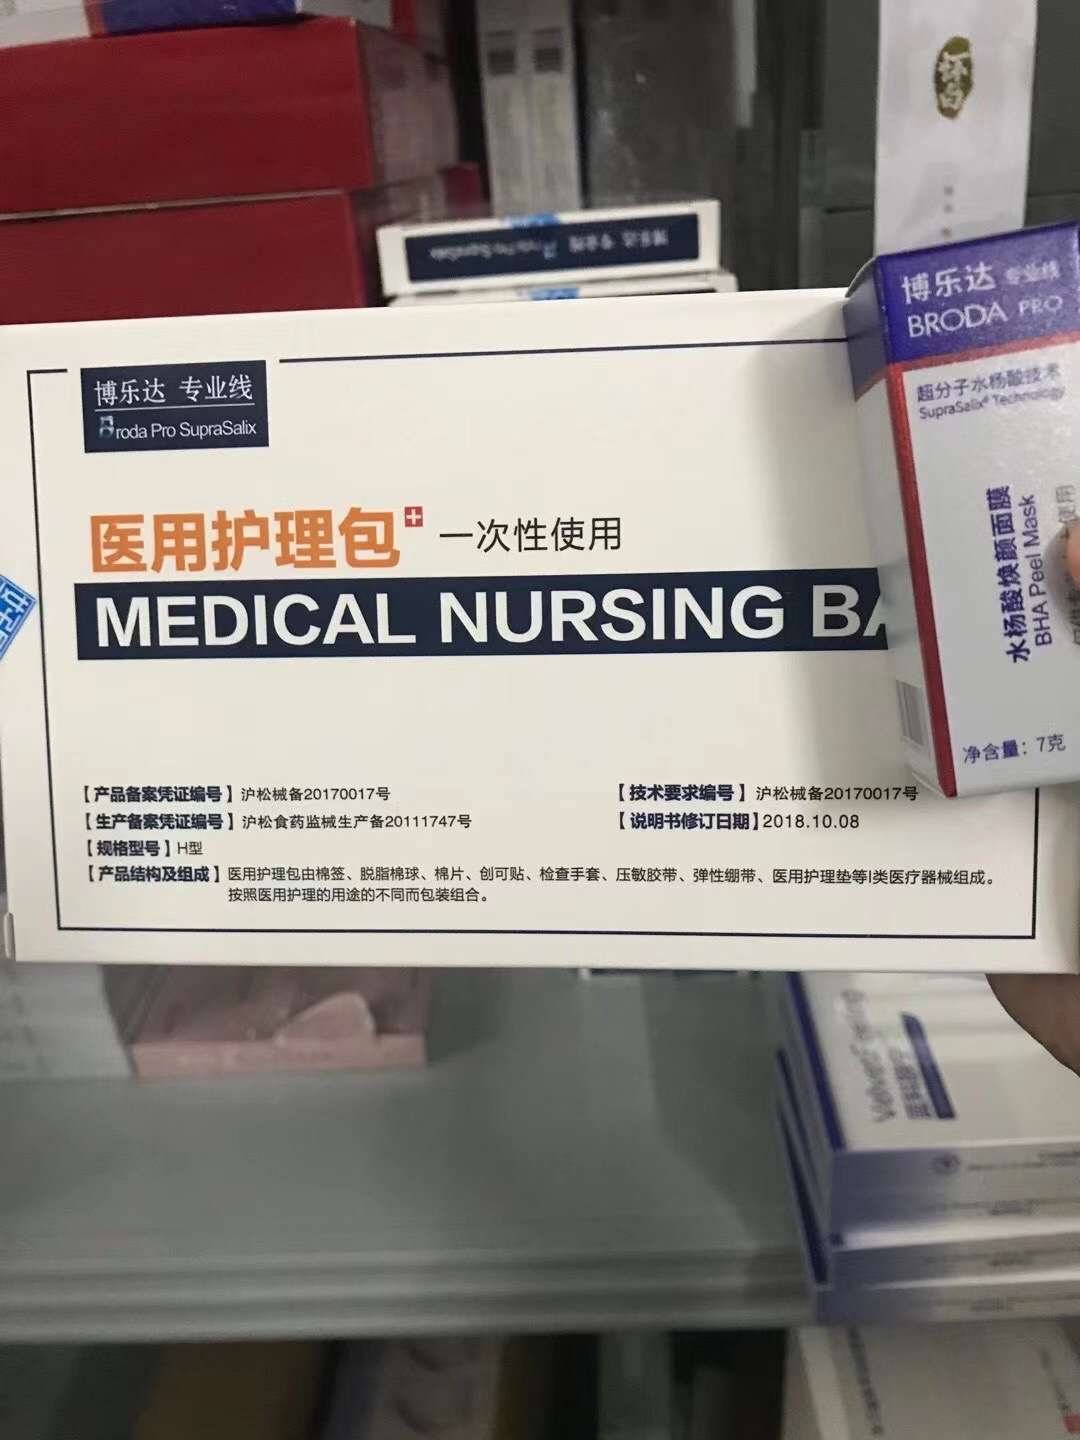 怀白
博乐达 专业线
博乐达 专业线
BRODA PRO
超分子水杨酸技术
SupraSalix® Technology
水杨酸焕颜面膜
BHA Peel Mask
使用
净含量：7克
博乐达 专业线
Broda Pro SupraSalix
医用护理包 一次性使用
MEDICAL NURSING BA
【产品备案凭证编号】沪松械备20170017号
【技术要求编号】沪松械备20170017号
【生产备案凭证编号】沪松食药监械生产备20111747号
【说明书修订日期】2018.10.08
【规格型号】H型
【产品结构及组成】医用护理包由棉签、脱脂棉球、棉片、创可贴、检查手套、压敏胶带、弹性绷带、医用护理垫等I类医疗器械组成。
按照医用护理的用途的不同而包装组合。